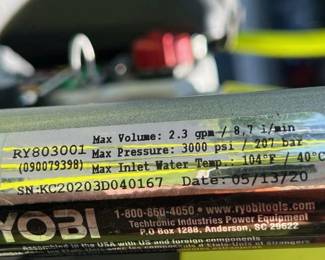 Max Volume: 2.3 gpm / 8,7 l/min
RY803001 Max Pressure: 3000 psi / 207 bar
(090079398) Max Inlet Water Temp.: 104°F / 40°C
SN:KC20203D040167 Date: 05/13/20
YOBI
1-800-860-4050 • www.ryobitools.com
Techtronic Industries Power Equipment
P.O Box 1288, Anderson, SC 29622
Assembled in the USA with US and foreign components